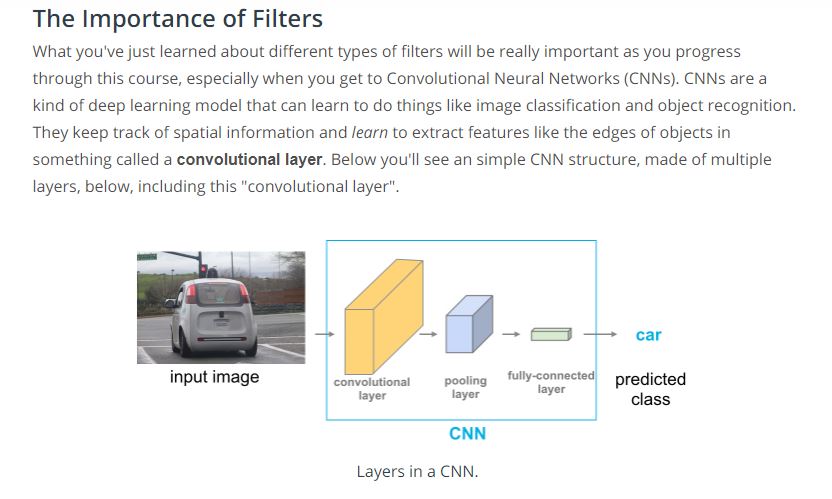 The Importance of Filters
What you've just learned about different types of filters will be really important as you progress
through this course, especially when you get to Convolutional Neural Networks (CNNs). CNNs are a
kind of deep learning model that can learn to do things like image classification and object recognition.
They keep track of spatial information and learn to extract features like the edges of objects in
something called a convolutional layer. Below you'll see an simple CNN structure, made of multiple
layers, below, including this "convolutional layer".
input image
convolutional
layer
pooling
layer
fully-connected
layer
car
predicted
class
CNN
Layers in a CNN.